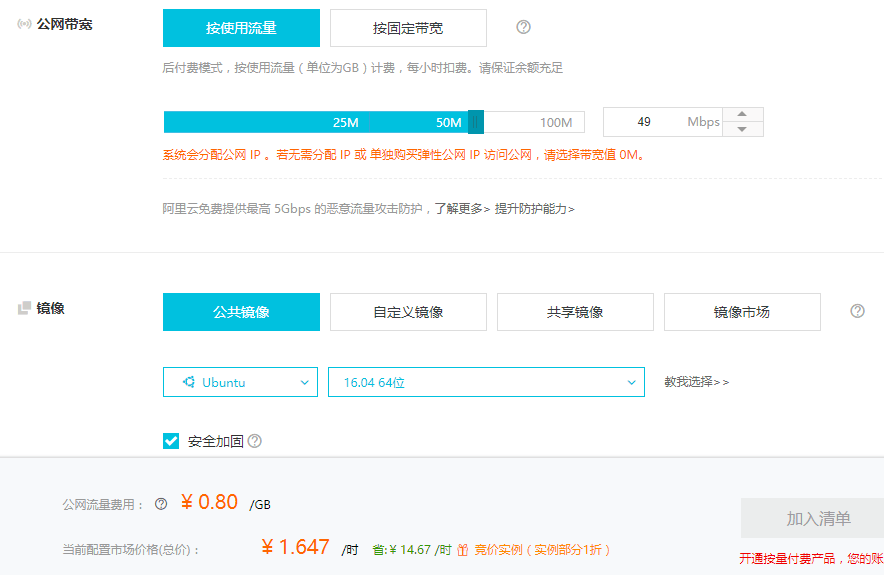 公网带宽 按使用流量 按固定带宽
后付费模式，按使用流量（单位为GB）计费，每小时扣费。请保证余额充足
25M 50M 100M 49 Mbps
系统会分配公网 IP 。若无需分配 IP 或 单独购买弹性公网 IP 访问公网，请选择带宽值 0M。
阿里云免费提供最高 5Gbps 的恶意流量攻击防护，了解更多> 提升防护能力>
镜像 公共镜像 自定义镜像 共享镜像 镜像市场
Ubuntu 16.04 64位 教我选择>>
安全加固
公网流量费用： ¥ 0.80 /GB
加入清单
当前配置市场价格(总价)： ¥ 1.647 /时 省:¥ 14.67 /时 竞价实例（实例部分1折）
开通按量付费产品，您的账